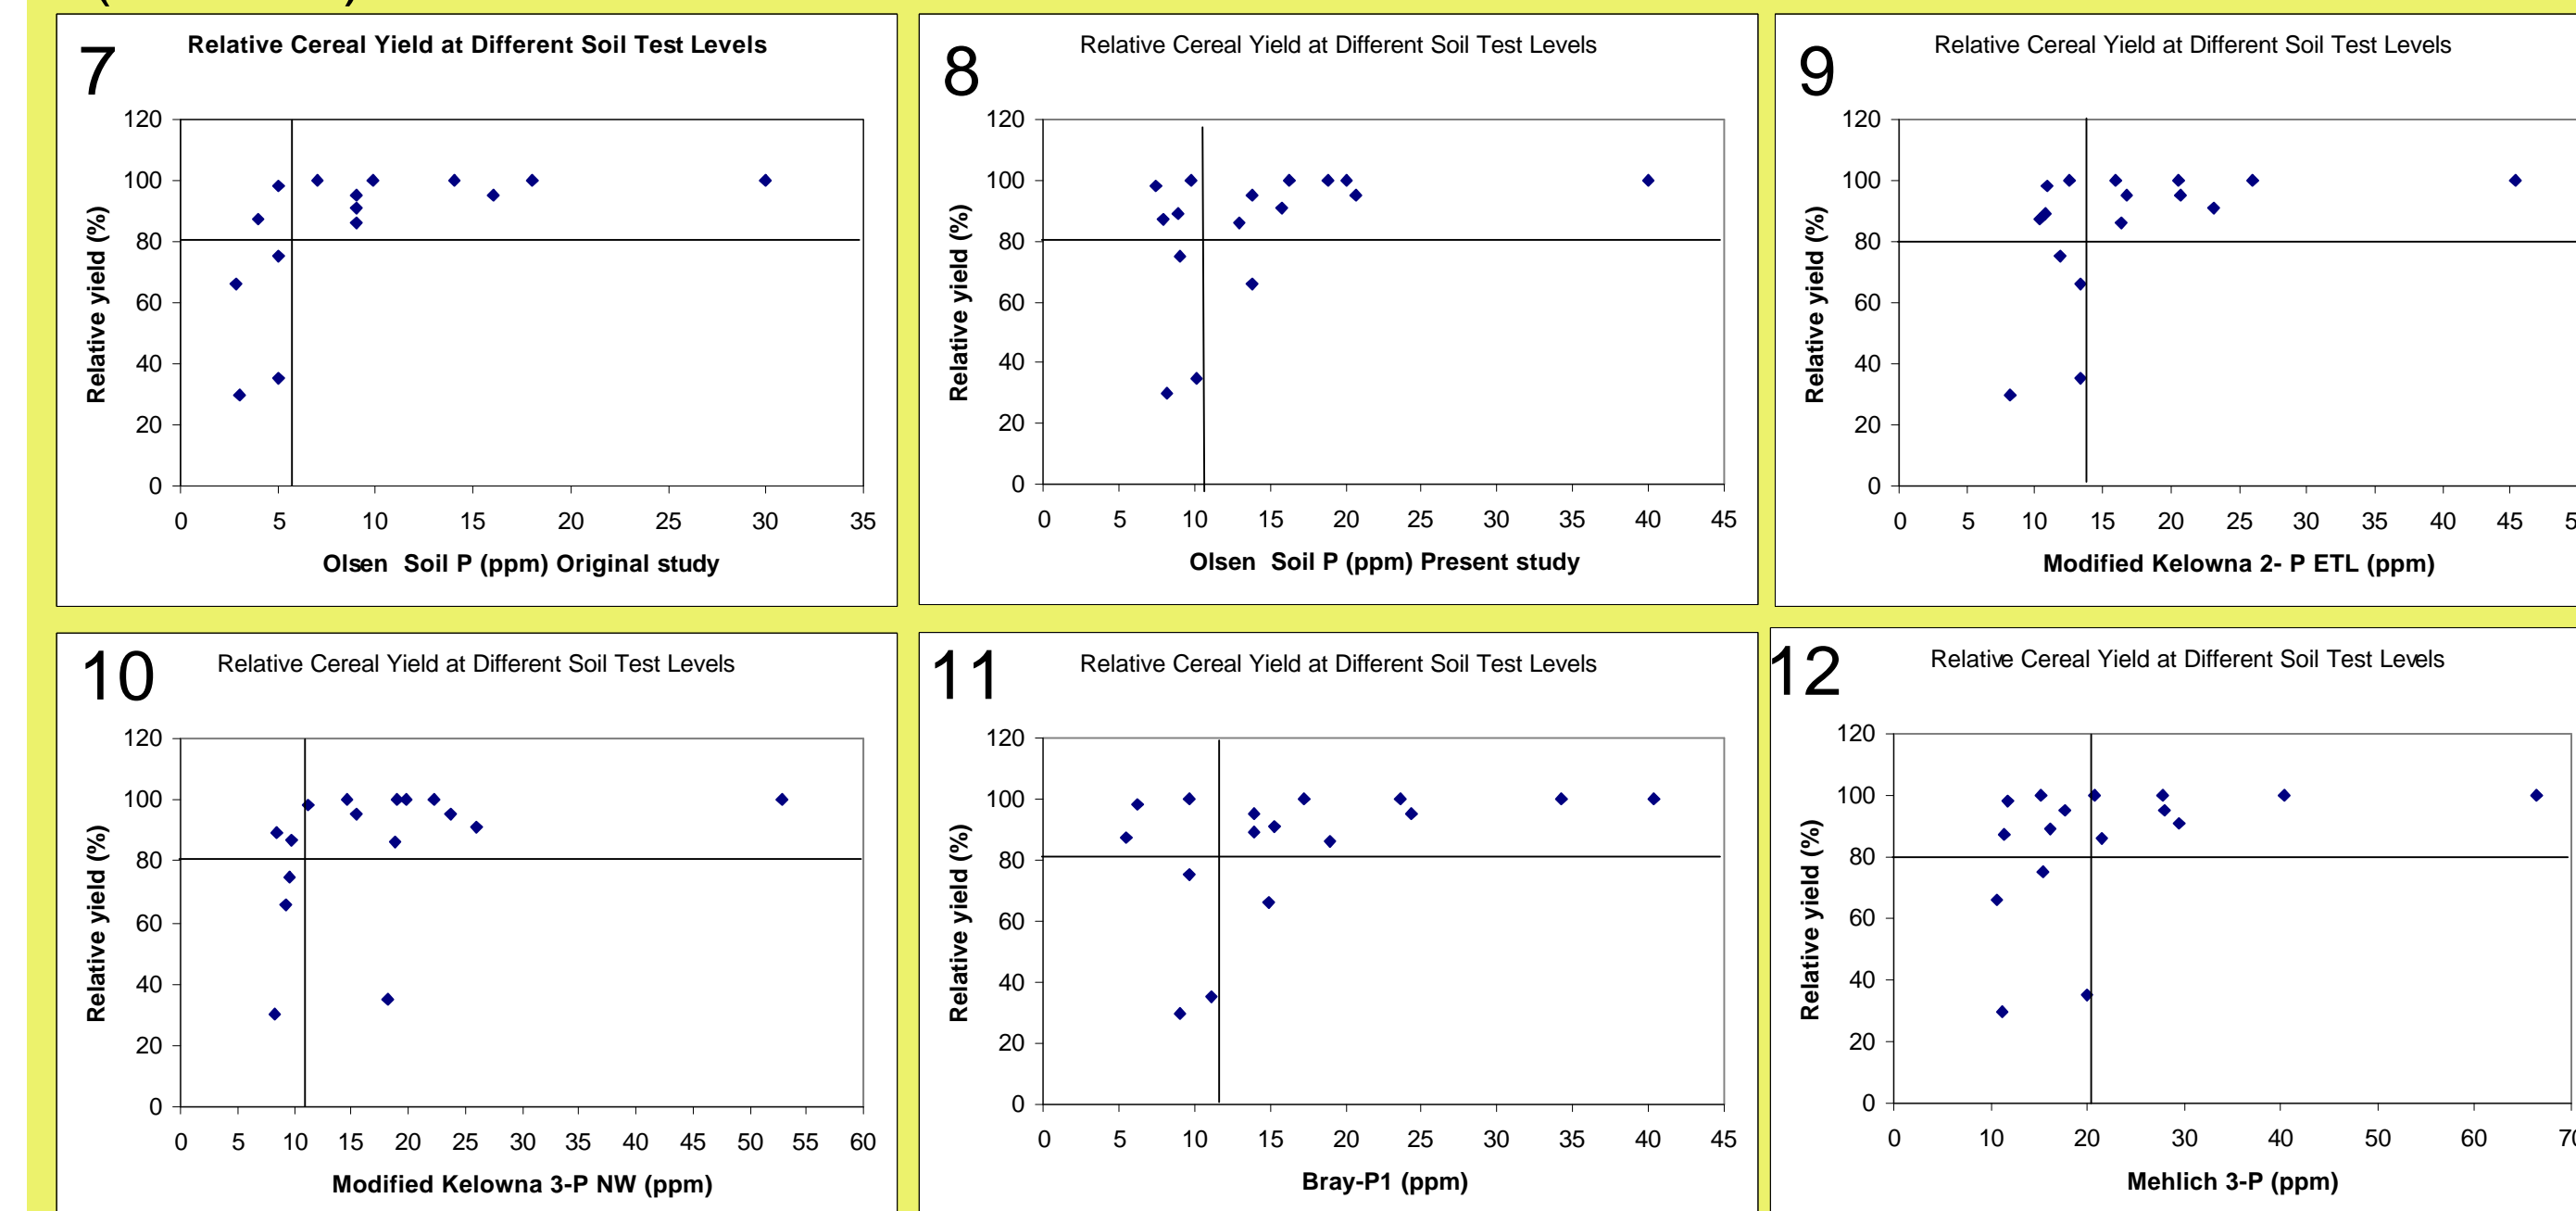 7
Relative Cereal Yield at Different Soil Test Levels
Relative yield (%)
120
100
80
60
40
20
0
0 5 10 15 20 25 30 35
Olsen Soil P (ppm) Original study
8
Relative Cereal Yield at Different Soil Test Levels
Relative yield (%)
120
100
80
60
40
20
0
0 5 10 15 20 25 30 35 40 45
Olsen Soil P (ppm) Present study
9
Relative Cereal Yield at Different Soil Test Levels
Relative yield (%)
120
100
80
60
40
20
0
0 5 10 15 20 25 30 35 40 45
Modified Kelowna 2- P ETL (ppm)
10
Relative Cereal Yield at Different Soil Test Levels
Relative yield (%)
120
100
80
60
40
20
0
0 5 10 15 20 25 30 35 40 45 50 55 60
Modified Kelowna 3-P NW (ppm)
11
Relative Cereal Yield at Different Soil Test Levels
Relative yield (%)
120
100
80
60
40
20
0
0 5 10 15 20 25 30 35 40 45
Bray-P1 (ppm)
12
Relative Cereal Yield at Different Soil Test Levels
Relative yield (%)
120
100
80
60
40
20
0
0 10 20 30 40 50 60 70
Mehlich 3-P (ppm)